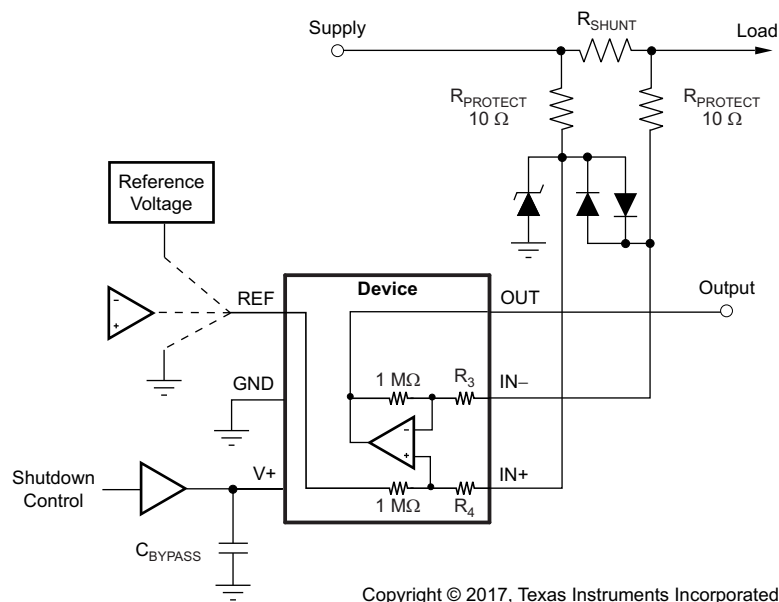 R_SHUNT
Supply
Load
R_PROTECT
10 Ω
R_PROTECT
10 Ω
Reference
Voltage
Device
REF
OUT
Output
-
+
GND
1 MΩ
R_3
IN−
-
+
Shutdown
Control
V+
IN+
1 MΩ
R_4
C_BYPASS
Copyright © 2017, Texas Instruments Incorporated